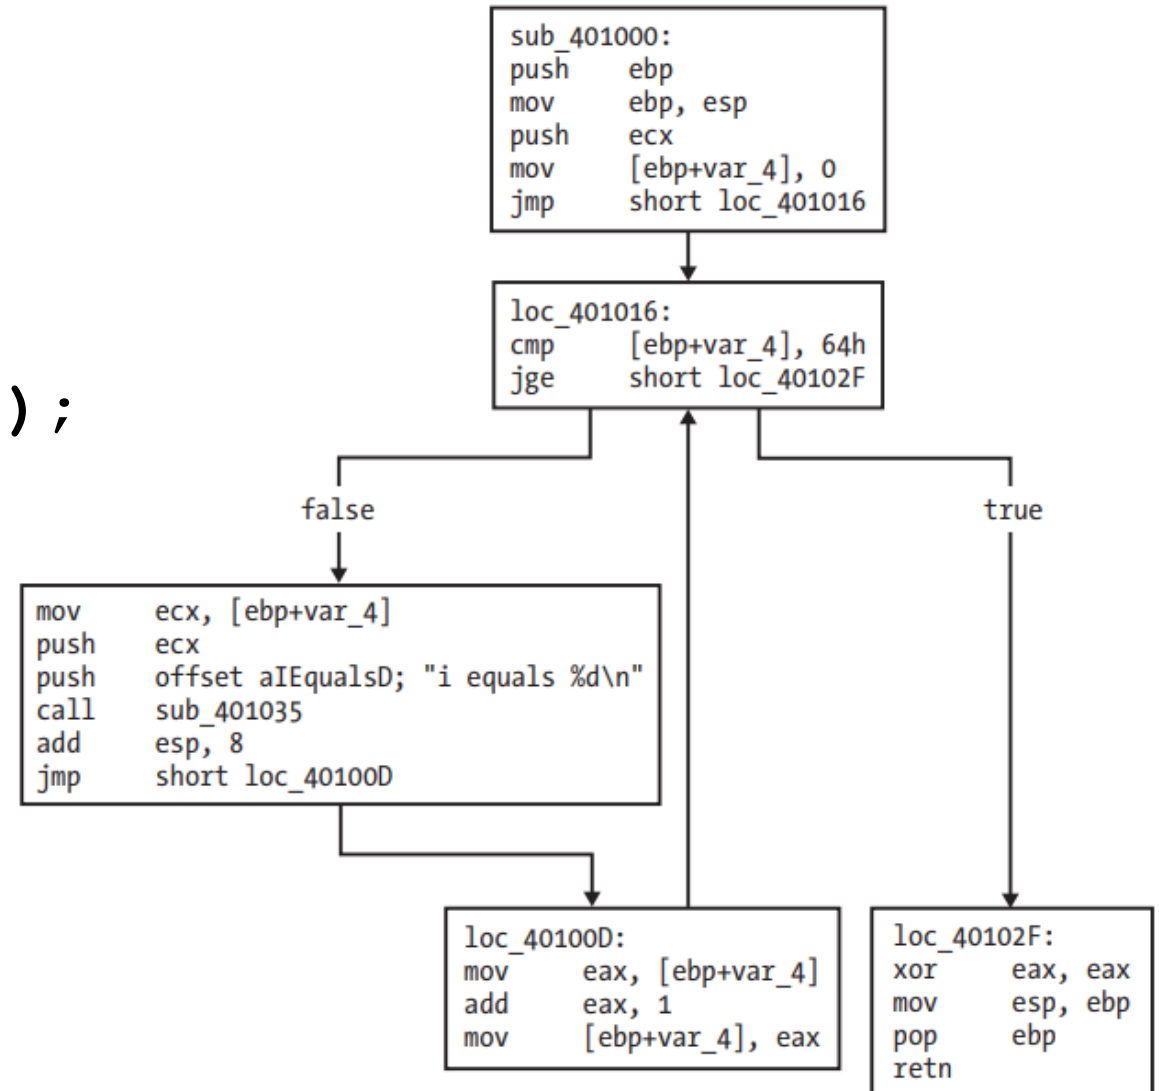 sub_401000:
push ebp
mov ebp, esp
push ecx
mov [ebp+var_4], 0
jmp short loc_401016
loc_401016:
cmp [ebp+var_4], 64h
jge short loc_40102F
);
false
true
mov ecx, [ebp+var_4]
push ecx
push offset aIEqualsD; "i equals %d\n"
call sub_401035
add esp, 8
jmp short loc_40100D
loc_40100D:
mov eax, [ebp+var_4]
add eax, 1
mov [ebp+var_4], eax
loc_40102F:
xor eax, eax
mov esp, ebp
pop ebp
retn